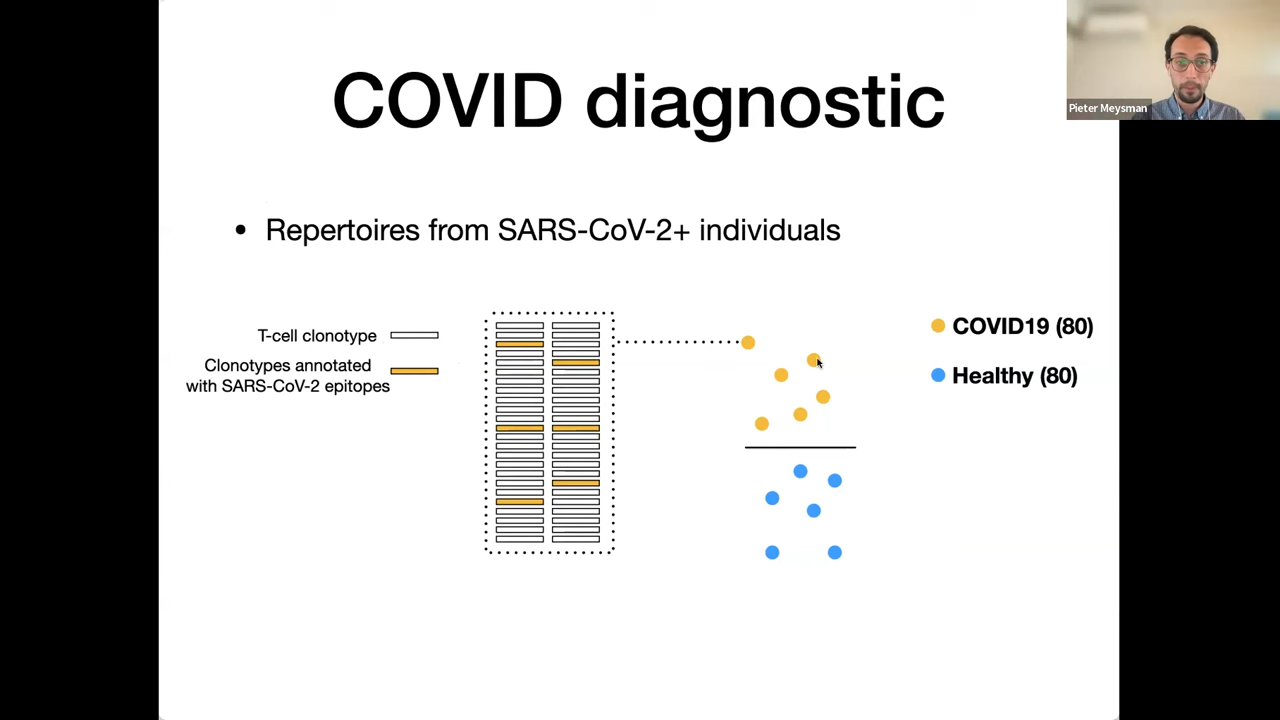 COVID diagnostic
Pieter Meysman
• Repertoires from SARS-CoV-2+ individuals
T-cell clonotype
Clonotypes annotated
with SARS-CoV-2 epitopes
COVID19 (80)
Healthy (80)